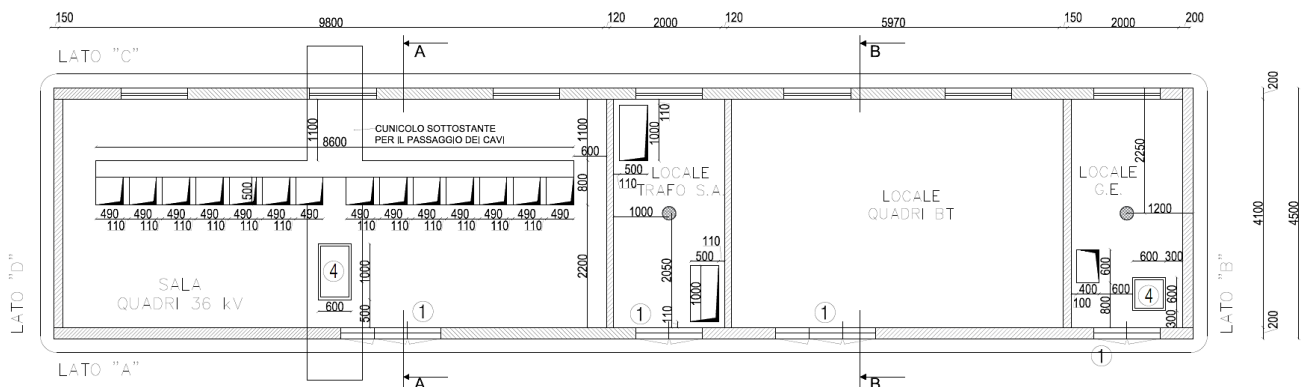 150 9800 120 2000 120 5970 150 2000 200
LATO "C"
A
B
200
CUNICOLO SOTTOSTANTE
PER IL PASSAGGIO DEI CAVI
1100
8600
1100
600
110
1000
2250
500
110
LOCALE
TRAFO S.A.
LOCALE
QUADRI BT
LOCALE
G.E.
500
800
1000
1200
490 490 490 490 490 490 490 490 490 490 490 490 490 490
110 110 110 110 110 110 110 110 110 110 110 110
4100
4500
SALA
QUADRI 36 kV
4
1000
600
500
2200
2050
110
500
1000
110
600
400
100
800
600
600 300
4
600
300
1
1
1
1
200
LATO "D"
LATO "B"
LATO "A"
A
B